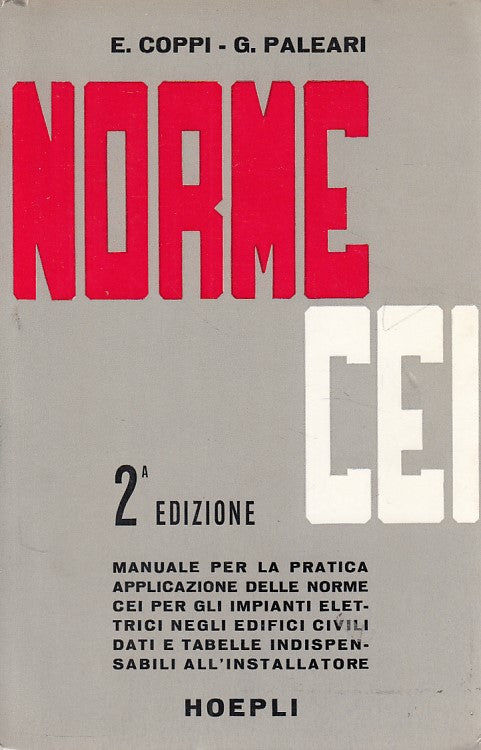 E. COPPI - G. PALEARI
NORME
CEI
2A EDIZIONE
MANUALE PER LA PRATICA
APPLICAZIONE DELLE NORME
CEI PER GLI IMPIANTI ELET-
TRICI NEGLI EDIFICI CIVILI
DATI E TABELLE INDISPEN-
SABILI ALL'INSTALLATORE
HOEPLI